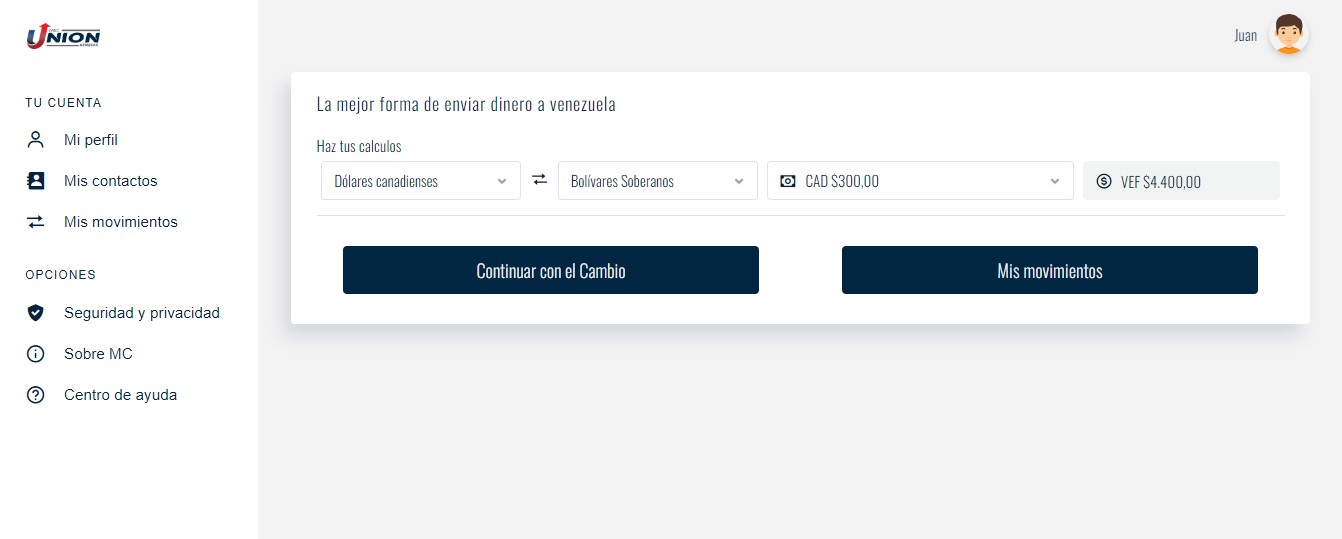 UNION
Juan
TU CUENTA
Mi perfil
Mis contactos
Mis movimientos
OPCIONES
Seguridad y privacidad
Sobre MC
Centro de ayuda
La mejor forma de enviar dinero a venezuela
Haz tus calculos
Dólares canadienses
Bolívares Soberanos
CAD $300,00
VEF $4.400,00
Continuar con el Cambio
Mis movimientos